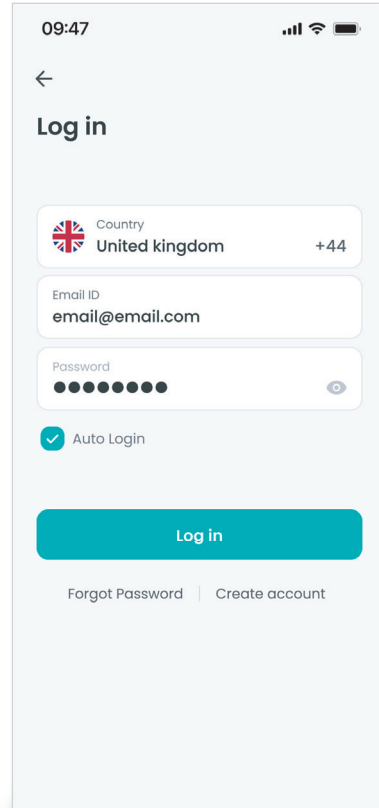 09:47
Log in
Country
United kingdom +44
Email ID
email@email.com
Password
●●●●●●●●
Auto Login
Log in
Forgot Password | Create account